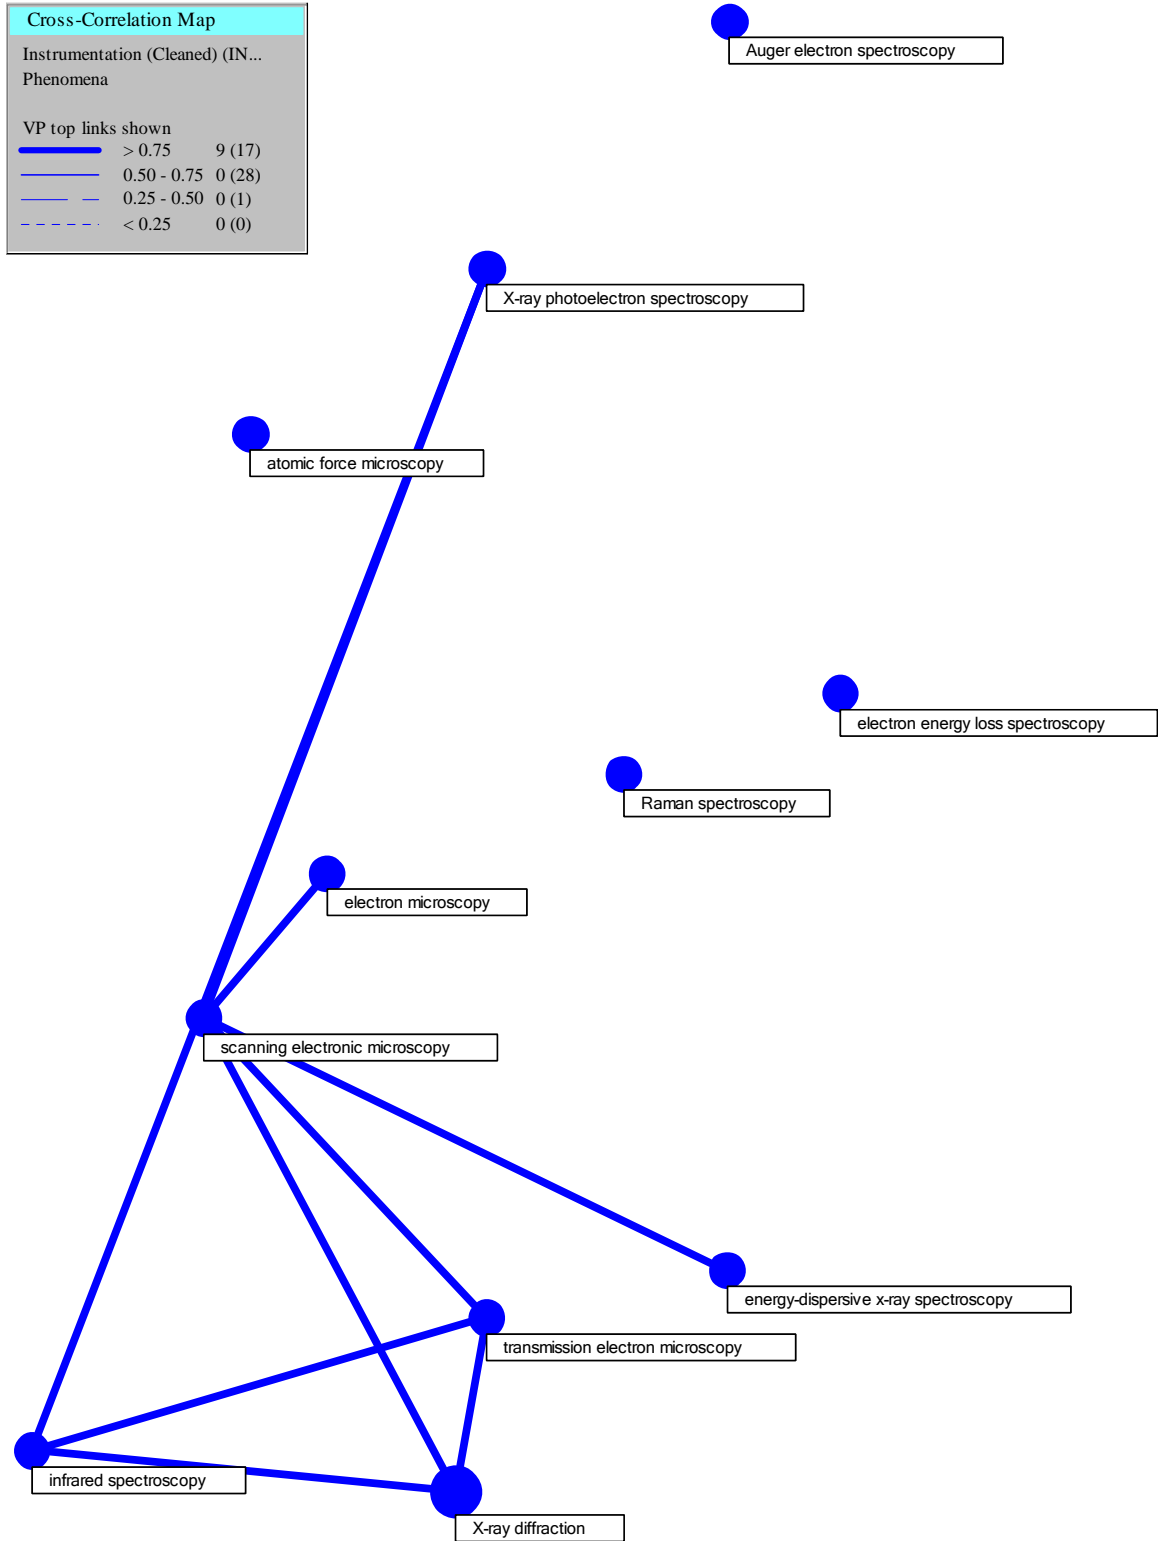 Cross-Correlation Map
Instrumentation (Cleaned) (IN...
Phenomena
VP top links shown
> 0.75 9 (17)
0.50 - 0.75 0 (28)
0.25 - 0.50 0 (1)
< 0.25 0 (0)
Auger electron spectroscopy
X-ray photoelectron spectroscopy
atomic force microscopy
electron energy loss spectroscopy
Raman spectroscopy
electron microscopy
scanning electronic microscopy
energy-dispersive x-ray spectroscopy
transmission electron microscopy
infrared spectroscopy
X-ray diffraction